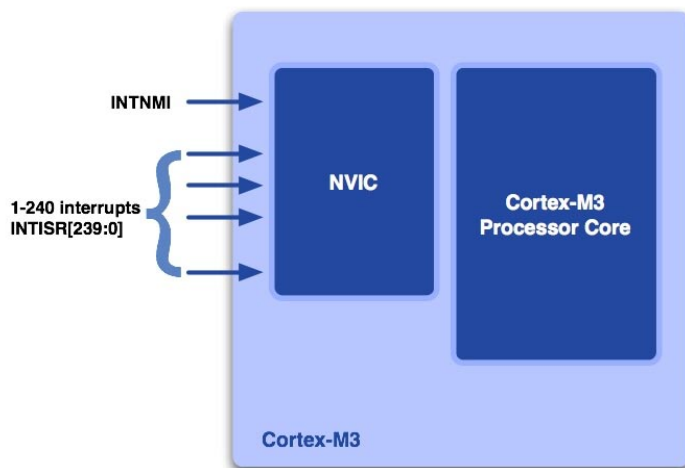 INTNMI
1-240 interrupts
INTISR[239:0]
NVIC
Cortex-M3
Processor Core
Cortex-M3